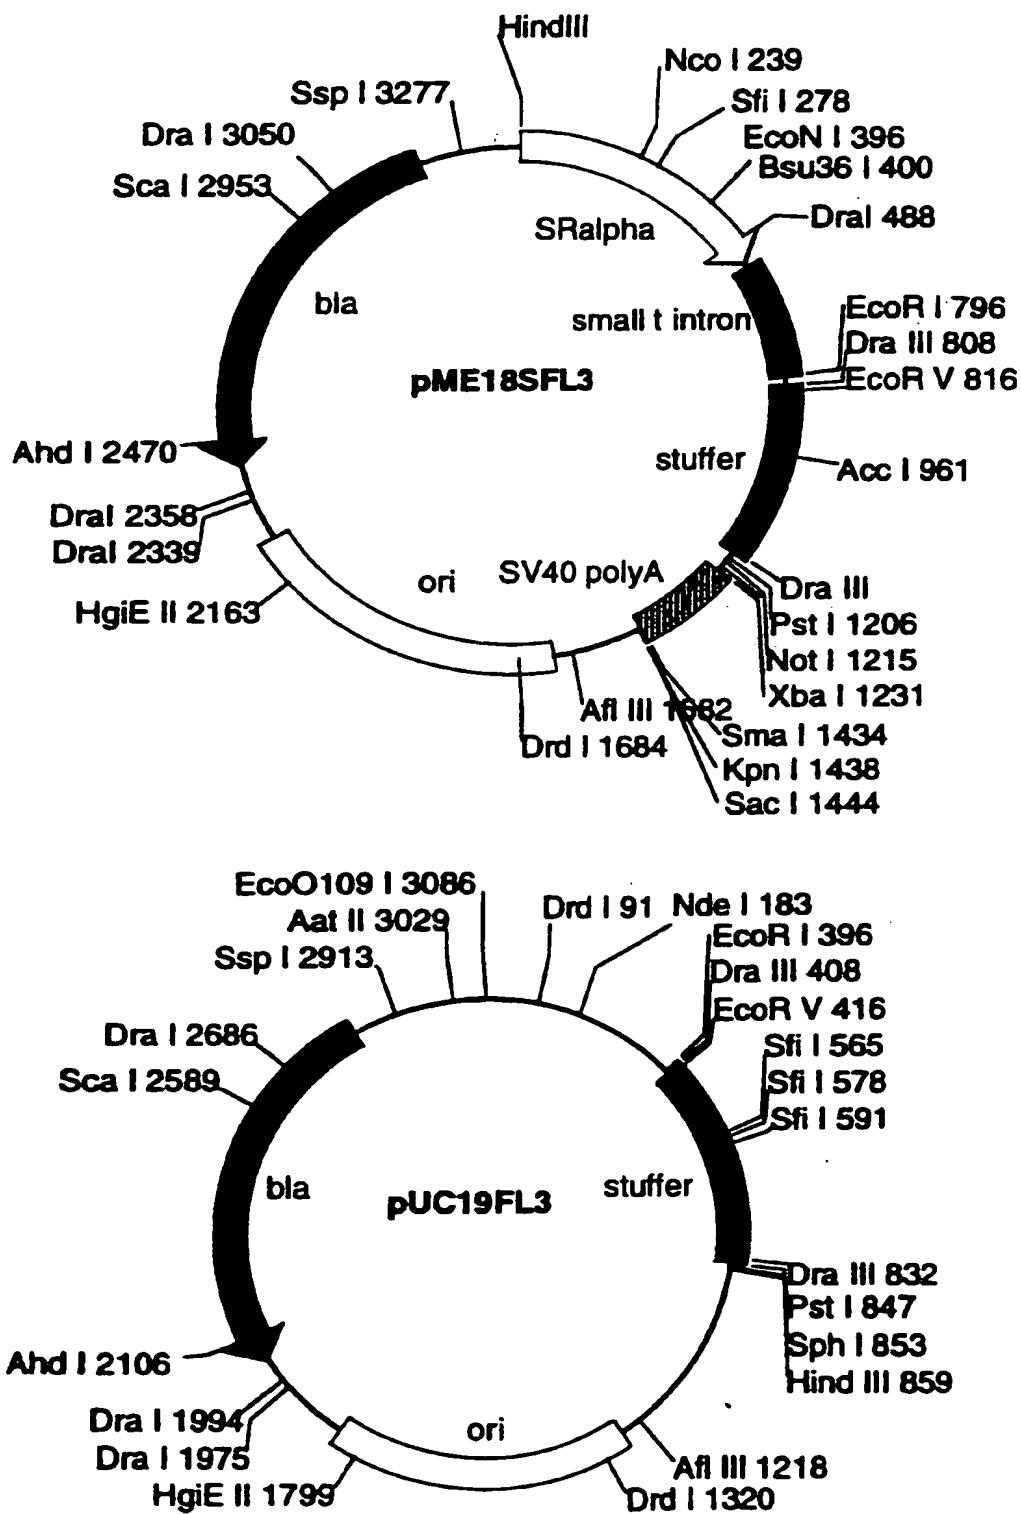 HindIII
Nco I 239
Ssp I 3277
Sfi I 278
Dra I 3050
EcoN I 396
Bsu36 I 400
Sca I 2953
DraI 488
SRalpha
bla
small t intron
EcoR I 796
Dra III 808
pME18SFL3
EcoR V 816
Ahd I 2470
stuffer
Acc I 961
DraI 2358
DraI 2339
ori
SV40 polyA
Dra III
HgiE II 2163
Pst I 1206
Not I 1215
Xba I 1231
Afl III
Sma I 1434
Drd I 1684
Kpn I 1438
Sac I 1444
EcoO109 I 3086
Drd I 91
Nde I 183
Aat II 3029
EcoR I 396
Ssp I 2913
Dra III 408
EcoR V 416
Dra I 2686
Sfi I 565
Sca I 2589
Sfi I 578
Sfi I 591
bla
pUC19FL3
stuffer
Dra III 832
Pst I 847
Sph I 853
Ahd I 2106
Hind III 859
Dra I 1994
ori
Dra I 1975
Afl III 1218
HgiE II 1799
Drd I 1320